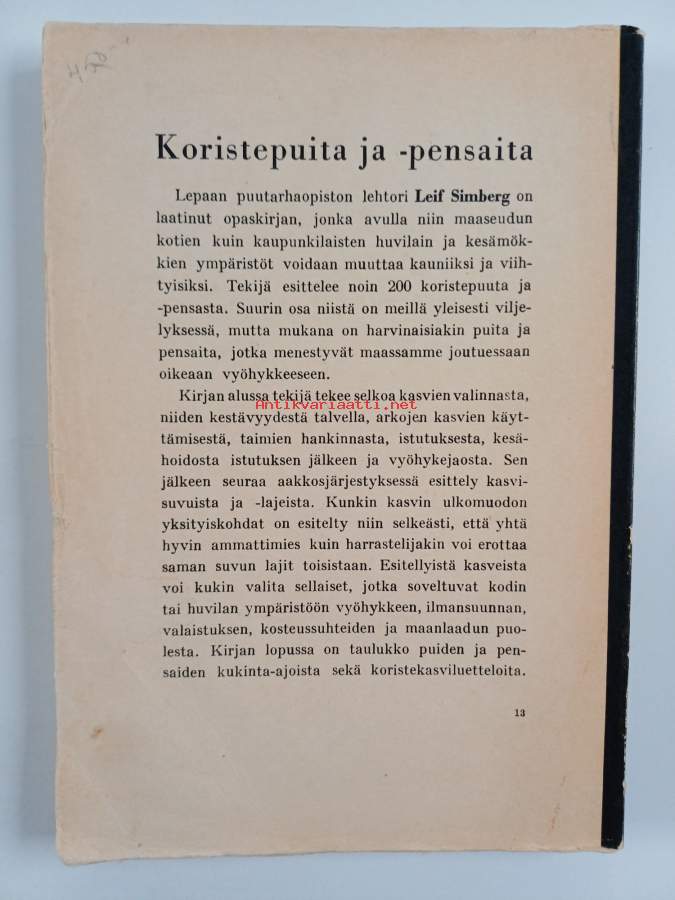 Koristepuita ja -pensaita
Lepaan puutarhaopiston lehtori Leif Simberg on
laatinut opaskirjan, jonka avulla niin maaseudun
kotien kuin kaupunkilaisten huvilain ja kesämök-
kien ympäristöt voidaan muuttaa kauniiksi ja viih-
tyisiksi. Tekijä esittelee noin 200 koristepuuta ja
-pensasta. Suurin osa niistä on meillä yleisesti vilje-
lyksessä, mutta mukana on harvinaisiakin puita ja
pensaita, jotka menestyvät maassamme joutuessaan
oikeaan vyöhykkeeseen.
Kirjan alussa tekijä tekee selkoa kasvien valinnasta,
Antikvariaatti.net
niiden kestävyydestä talvella, arkojen kasvien käyt-
tämisestä, taimien hankinnasta, istutuksesta, kesä-
hoidosta istutuksen jälkeen ja vyöhykejaosta. Sen
jälkeen seuraa aakkosjärjestyksessä esittely kasvi-
suvuista ja -lajeista. Kunkin kasvin ulkomuodon
yksityiskohdat on esitelty niin selkeästi, että yhtä
hyvin ammattimies kuin harrastelijakin voi erottaa
saman suvun lajit toisistaan. Esitellyistä kasveista
voi kukin valita sellaiset, jotka soveltuvat kodin
tai huvilan ympäristöön vyöhykkeen, ilmansuunnan,
valaistuksen, kosteussuhteiden ja maanlaadun puo-
lesta. Kirjan lopussa on taulukko puiden ja pen-
saiden kukinta-ajoista sekä koristekasviluetteloita.
13